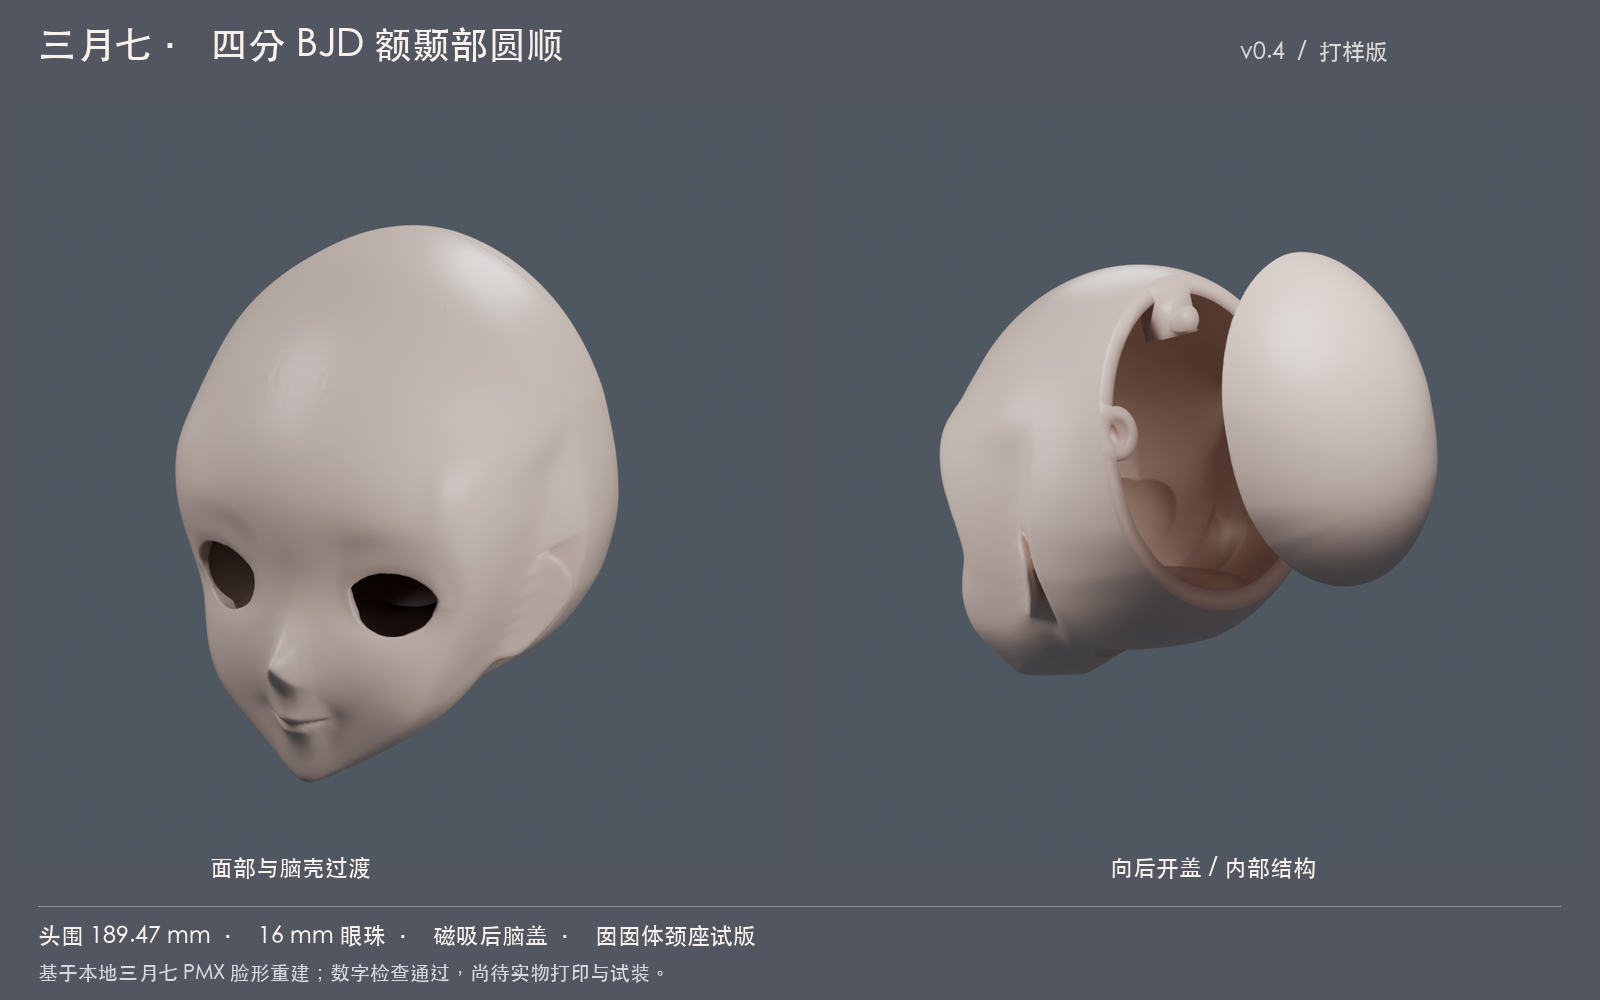 三月七 · 四分 BJD 额颞部圆顺
v0.4 / 打样版
面部与脑壳过渡
向后开盖 / 内部结构
头围 189.47 mm · 16 mm 眼珠 · 磁吸后脑盖 · 囡囡体颈座试版
基于本地三月七 PMX 脸形重建；数字检查通过，尚待实物打印与试装。